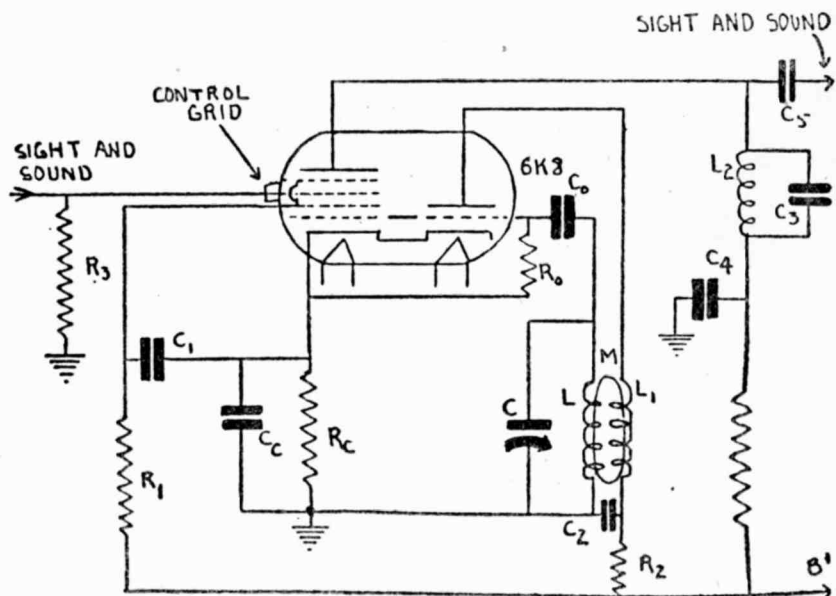 SIGHT AND SOUND
CONTROL
GRID
C5
SIGHT AND
SOUND
6K8
C0
L2
C3
R3
R0
C4
C1
M
C
L
L1
CC
RC
R1
C2
R2
B+